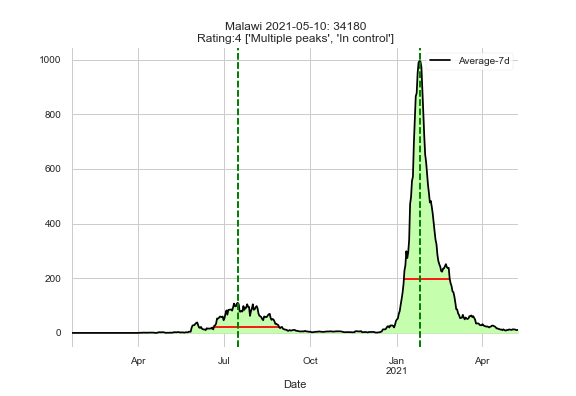 Malawi 2021-05-10: 34180
Rating:4 ['Multiple peaks', 'In control']
Average-7d
1000
800
600
400
200
0
Apr Jul Oct Jan Apr
2021
Date